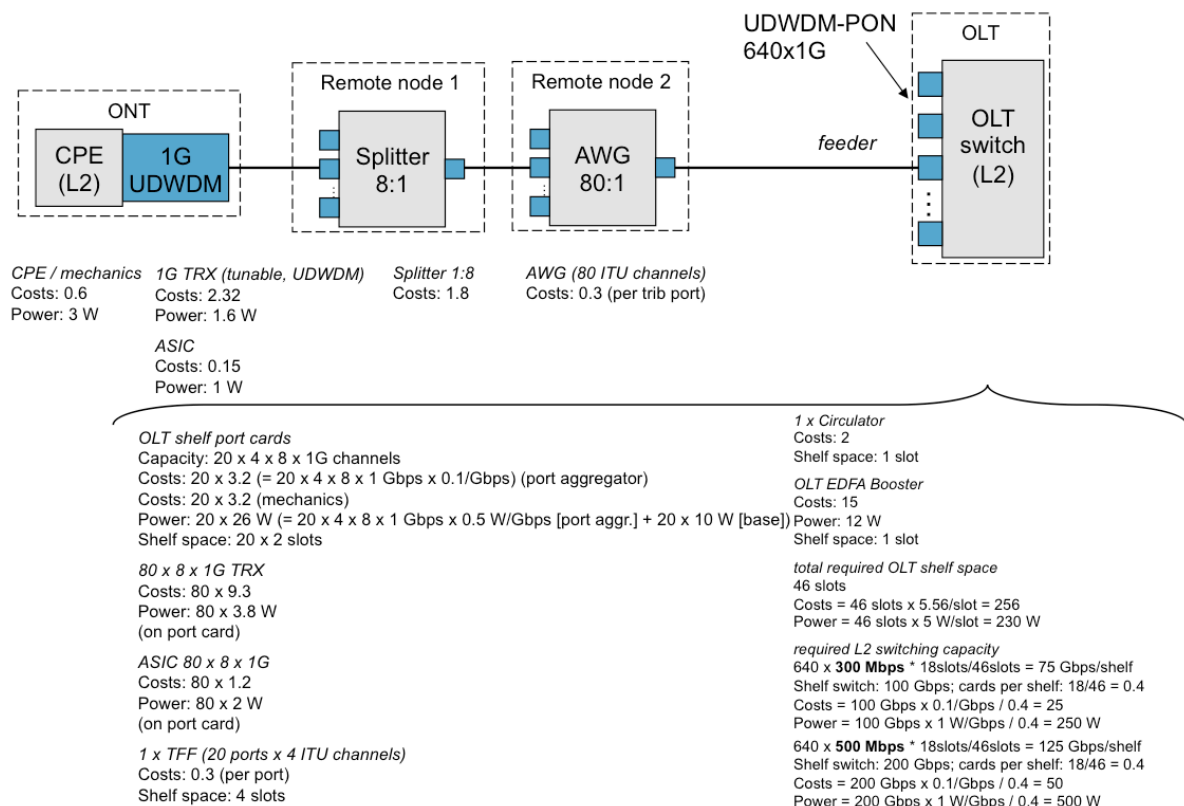 UDWDM-PON
640x1G
OLT
Remote node 1
Remote node 2
ONT
CPE
(L2)
1G
UDWDM
Splitter
8:1
AWG
80:1
feeder
OLT
switch
(L2)
CPE / mechanics
Costs: 0.6
Power: 3 W
1G TRX (tunable, UDWDM)
Costs: 2.32
Power: 1.6 W
ASIC
Costs: 0.15
Power: 1 W
Splitter 1:8
Costs: 1.8
AWG (80 ITU channels)
Costs: 0.3 (per trib port)
OLT shelf port cards
Capacity: 20 x 4 x 8 x 1G channels
Costs: 20 x 3.2 (= 20 x 4 x 8 x 1 Gbps x 0.1/Gbps) (port aggregator)
Costs: 20 x 3.2 (mechanics)
Power: 20 x 26 W (= 20 x 4 x 8 x 1 Gbps x 0.5 W/Gbps [port aggr.] + 20 x 10 W [base])
Shelf space: 20 x 2 slots
80 x 8 x 1G TRX
Costs: 80 x 9.3
Power: 80 x 3.8 W
(on port card)
ASIC 80 x 8 x 1G
Costs: 80 x 1.2
Power: 80 x 2 W
(on port card)
1 x TFF (20 ports x 4 ITU channels)
Costs: 0.3 (per port)
Shelf space: 4 slots
1 x Circulator
Costs: 2
Shelf space: 1 slot
OLT EDFA Booster
Costs: 15
Power: 12 W
Shelf space: 1 slot
total required OLT shelf space
46 slots
Costs = 46 slots x 5.56/slot = 256
Power = 46 slots x 5 W/slot = 230 W
required L2 switching capacity
640 x 300 Mbps * 18slots/46slots = 75 Gbps/shelf
Shelf switch: 100 Gbps; cards per shelf: 18/46 = 0.4
Costs = 100 Gbps x 0.1/Gbps / 0.4 = 25
Power = 100 Gbps x 1 W/Gbps / 0.4 = 250 W
640 x 500 Mbps * 18slots/46slots = 125 Gbps/shelf
Shelf switch: 200 Gbps; cards per shelf: 18/46 = 0.4
Costs = 200 Gbps x 0.1/Gbps / 0.4 = 50
Power = 200 Gbps x 1 W/Gbps / 0.4 = 500 W